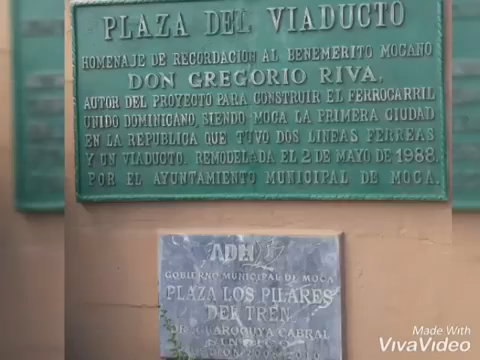 PLAZA DEL VIADUCTO
HOMENAJE DE RECORDACION AL BENEMERITO MOCANO
DON GREGORIO RIVA.
AUTOR DEL PROYECTO PARA CONSTRUIR EL FERROCARRIL
UNIDO DOMINICANO, SIENDO MOCA LA PRIMERA CIUDAD
EN LA REPUBLICA QUE TUVO DOS LINEAS FERREAS
Y UN VIADUCTO. REMODELADA EL 2 DE MAYO DE 1988.
POR EL AYUNTAMIENTO MUNICIPAL DE MOCA.
GOBIERNO MUNICIPAL DE MOCA
PLAZA LOS PILARES
DEL TREN
DR. GUAROCUYA CABRAL
Made With
VivaVideo